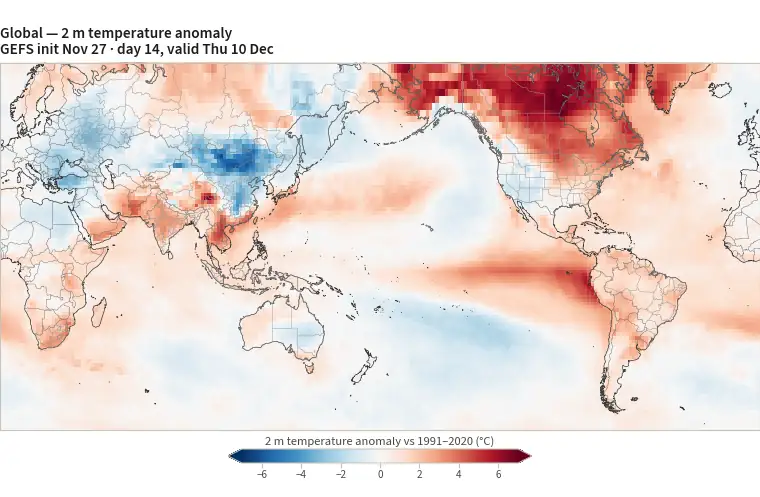 Global — 2 m temperature anomaly
GEFS init Nov 27 · day 14, valid Thu 10 Dec
2 m temperature anomaly vs 1991–2020 (°C)
−6 −4 −2 0 2 4 6